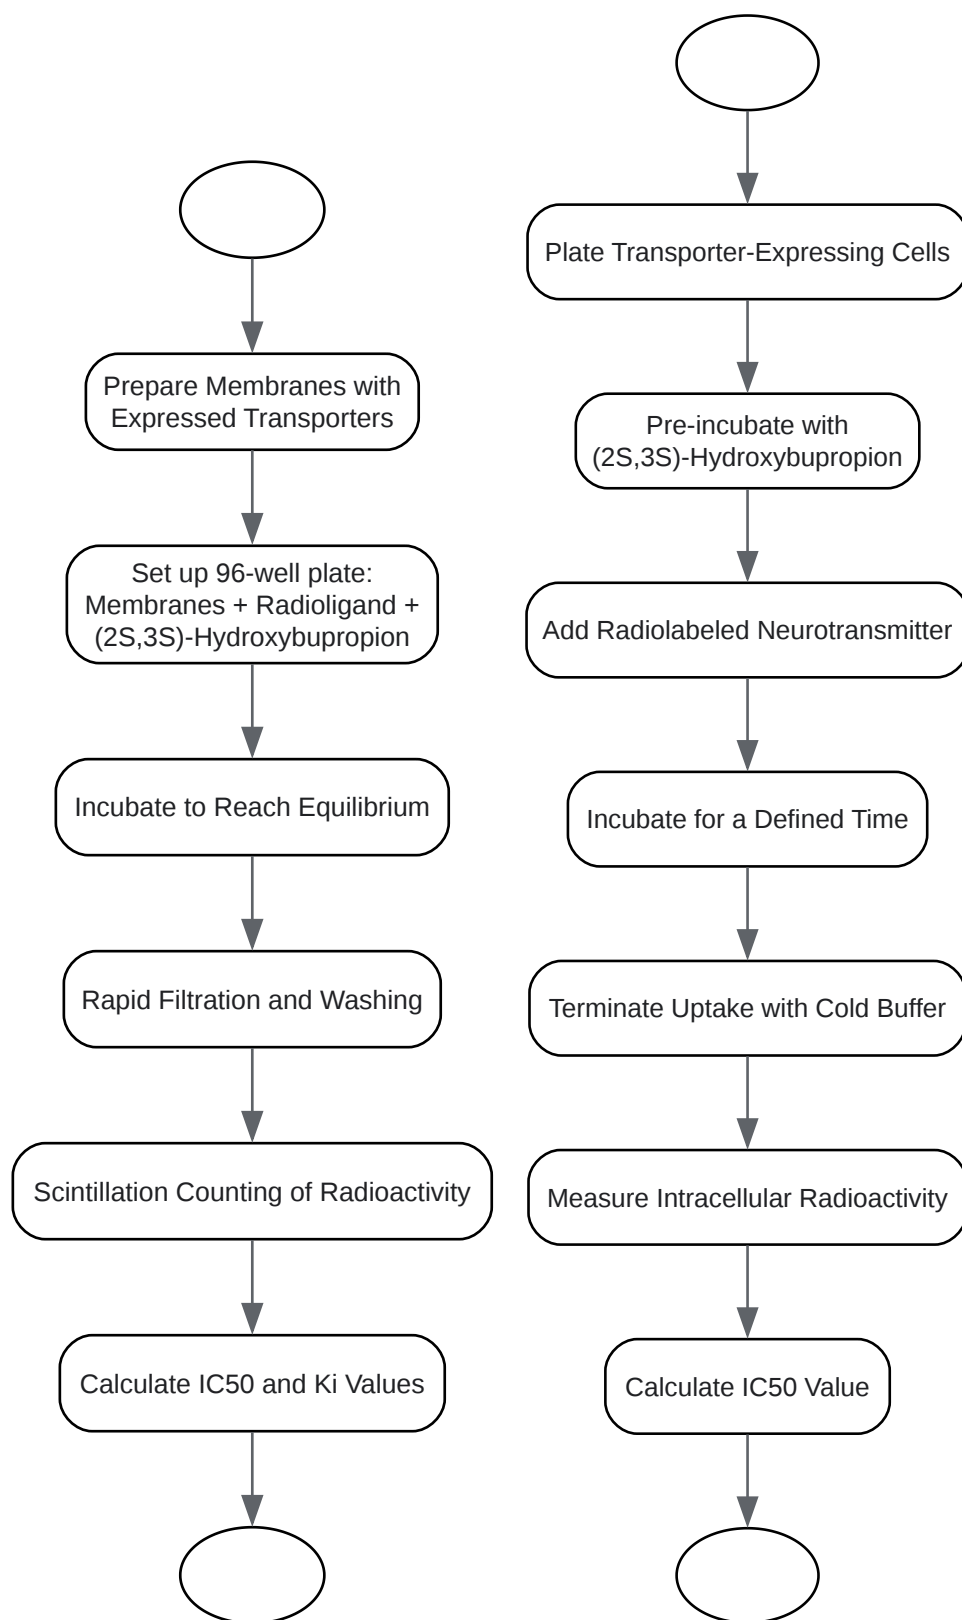 Prepare Membranes with
Expressed Transporters
Set up 96-well plate:
Membranes + Radioligand +
(2S,3S)-Hydroxybupropion
Incubate to Reach Equilibrium
Rapid Filtration and Washing
Scintillation Counting of Radioactivity
Calculate IC50 and Ki Values
Plate Transporter-Expressing Cells
Pre-incubate with
(2S,3S)-Hydroxybupropion
Add Radiolabeled Neurotransmitter
Incubate for a Defined Time
Terminate Uptake with Cold Buffer
Measure Intracellular Radioactivity
Calculate IC50 Value